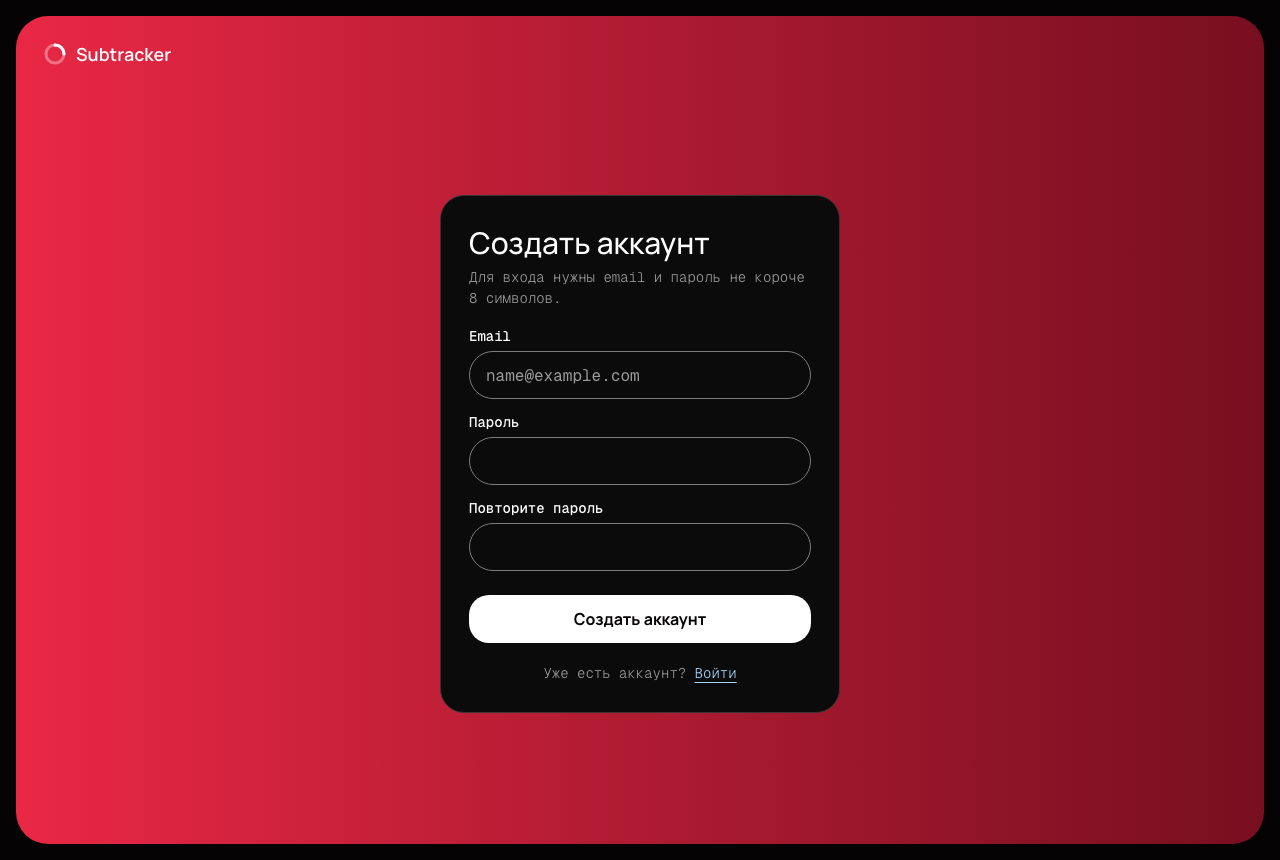 Subtracker
Создать аккаунт
Для входа нужны email и пароль не короче
8 символов.
Email
name@example.com
Пароль
Повторите пароль
Создать аккаунт
Уже есть аккаунт? Войти